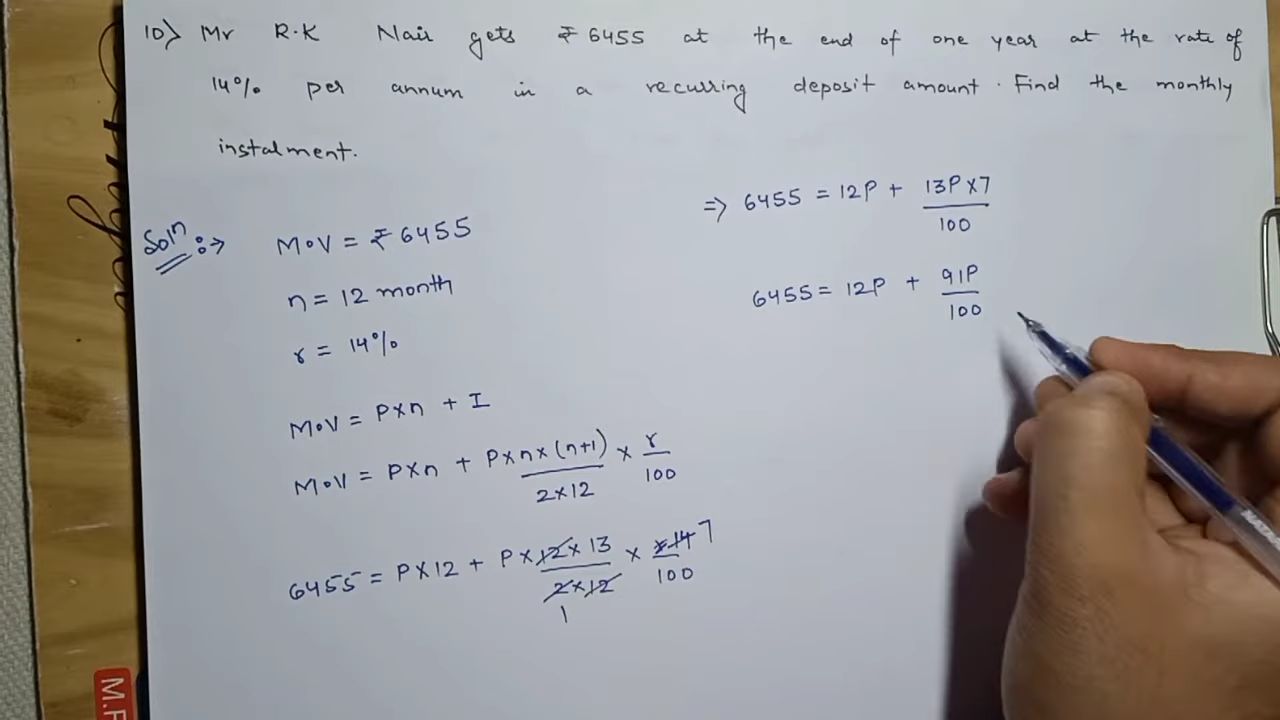 10> Mr R.K Nair gets ₹ 6455 at the end of one year at the rate of
14% per annum in a recurring deposit amount. Find the monthly
instalment.
Soln :->
M.V = ₹ 6455
n = 12 month
r = 14%
M.V = P×n + I
M.V = P×n + P×n×(n+1)/2×12 × r/100
6455 = P×12 + P×12×13/2×12 × 14/100
1
7
=> 6455 = 12P + 13P×7/100
6455 = 12P + 91P/100